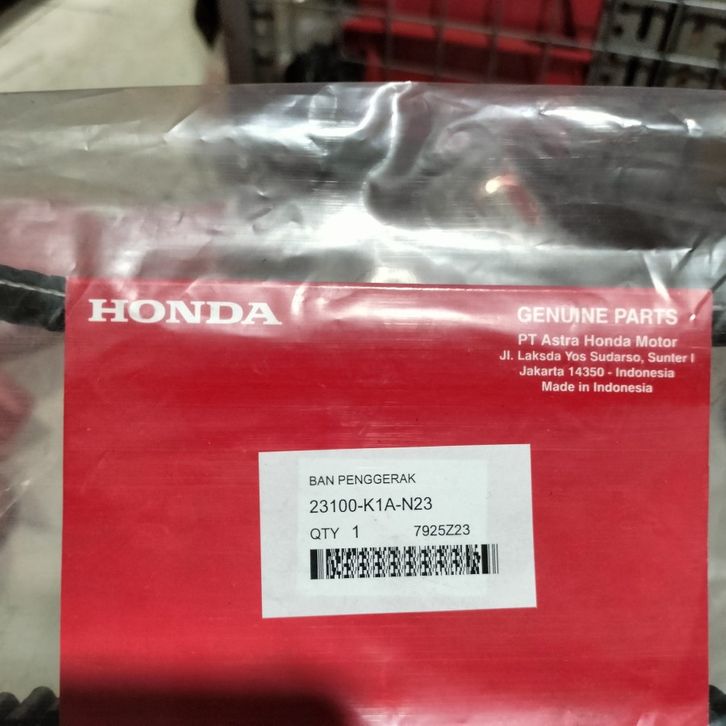 HONDA
GENUINE PARTS
PT Astra Honda Motor
Jl. Laksda Yos Sudarso, Sunter I
Jakarta 14350 - Indonesia
Made in Indonesia
BAN PENGGERAK
23100-K1A-N23
QTY 1 7925Z23